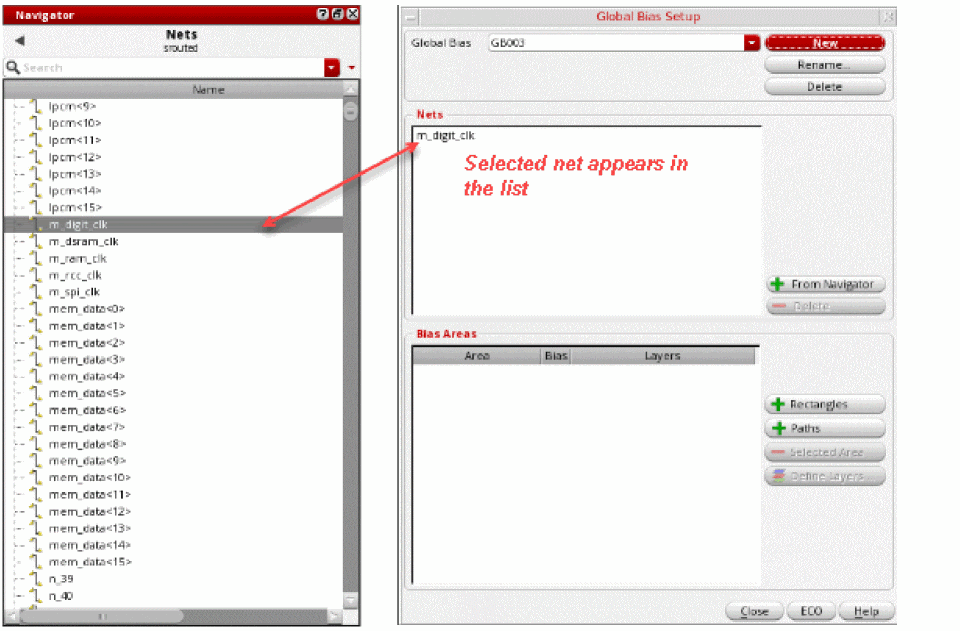 Navigator
Nets
srouted
Search
Name
lpcm<9>
lpcm<10>
lpcm<11>
lpcm<12>
lpcm<13>
lpcm<14>
lpcm<15>
m_digit_clk
m_dsram_clk
m_ram_clk
m_rcc_clk
m_spi_clk
mem_data<0>
mem_data<1>
mem_data<2>
mem_data<3>
mem_data<4>
mem_data<5>
mem_data<6>
mem_data<7>
mem_data<8>
mem_data<9>
mem_data<10>
mem_data<11>
mem_data<12>
mem_data<13>
mem_data<14>
mem_data<15>
n_39
n_40
Global Bias Setup
Global Bias GB003 New
Rename...
Delete
Nets
m_digit_clk
Selected net appears in
the list
From Navigator
Delete
Bias Areas
Area Bias Layers
Rectangles
Paths
Selected Area
Define Layers
Close ECO Help